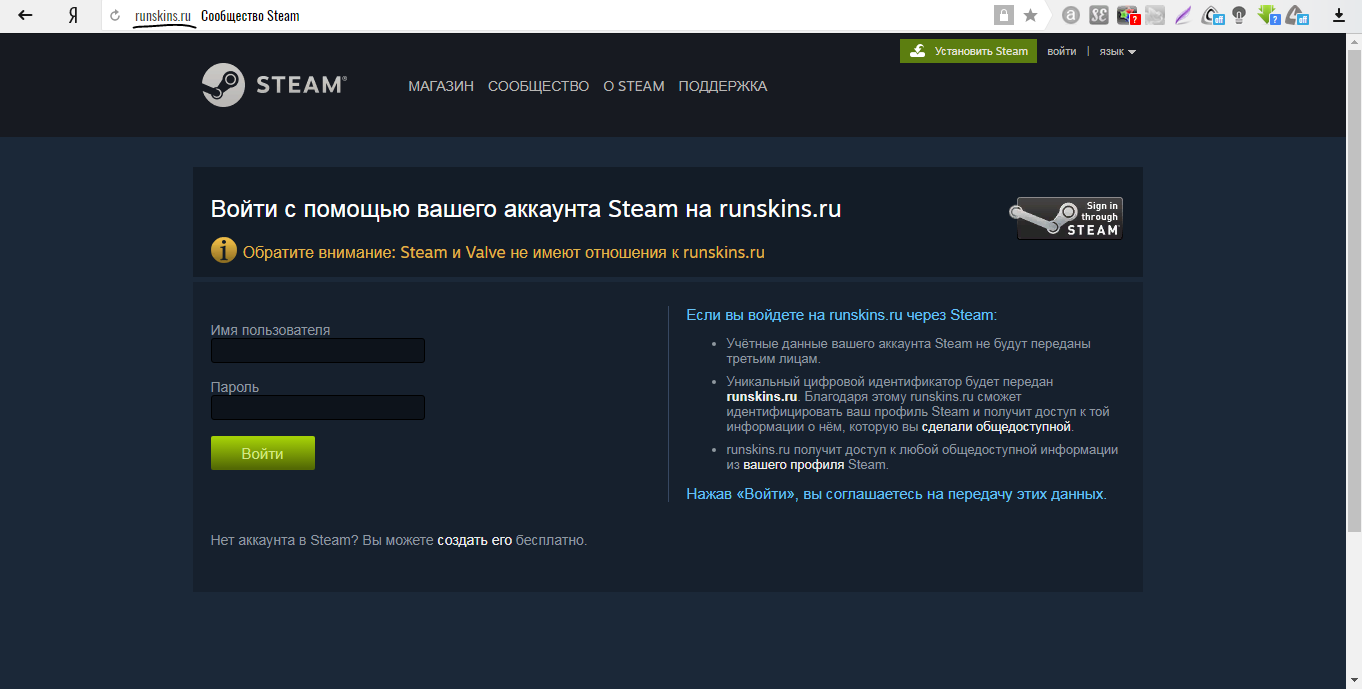 Я runskins.ru Сообщество Steam
Установить Steam войти | язык
STEAM® МАГАЗИН СООБЩЕСТВО О STEAM ПОДДЕРЖКА
Войти с помощью вашего аккаунта Steam на runskins.ru
Sign in
through
STEAM
Обратите внимание: Steam и Valve не имеют отношения к runskins.ru
Имя пользователя
Пароль
Войти
Нет аккаунта в Steam? Вы можете создать его бесплатно.
Если вы войдете на runskins.ru через Steam:
• Учётные данные вашего аккаунта Steam не будут переданы
третьим лицам.
• Уникальный цифровой идентификатор будет передан
runskins.ru. Благодаря этому runskins.ru сможет
идентифицировать ваш профиль Steam и получит доступ к той
информации о нём, которую вы сделали общедоступной.
• runskins.ru получит доступ к любой общедоступной информации
из вашего профиля Steam.
Нажав «Войти», вы соглашаетесь на передачу этих данных.